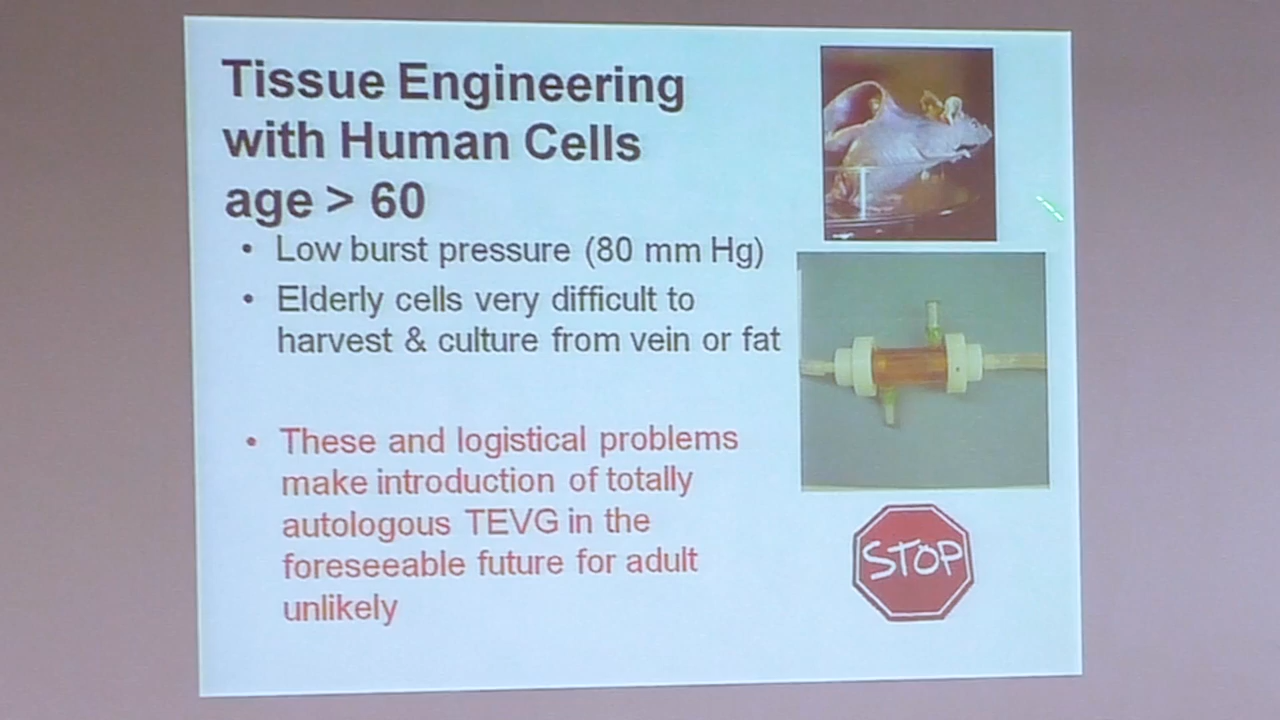 Tissue Engineering
with Human Cells
age > 60
• Low burst pressure (80 mm Hg)
• Elderly cells very difficult to
harvest & culture from vein or fat
• These and logistical problems
make introduction of totally
autologous TEVG in the
foreseeable future for adult
unlikely
STOP